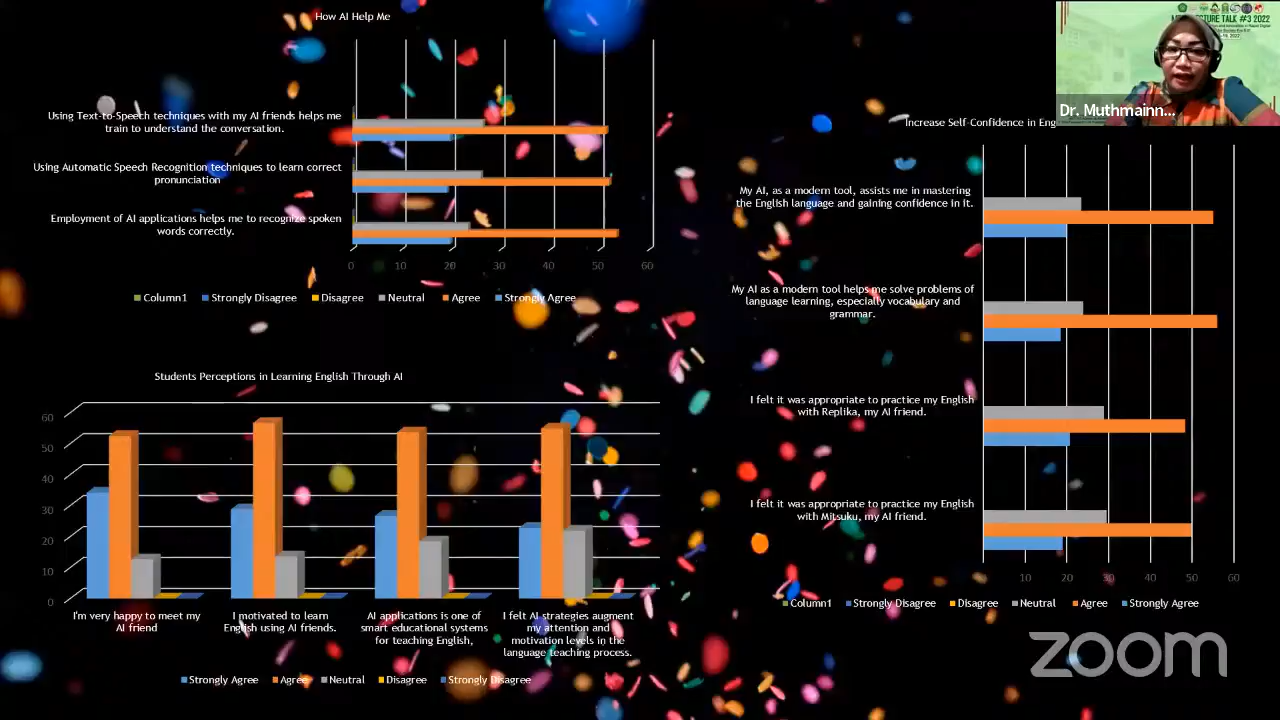 How AI Help Me
Using Text-to-Speech techniques with my AI friends helps me
train to understand the conversation.
Using Automatic Speech Recognition techniques to learn correct
pronunciation
Employment of AI applications helps me to recognize spoken
words correctly.
0 10 20 30 40 50 60
Column1 Strongly Disagree Disagree Neutral Agree Strongly Agree
Students Perceptions in Learning English Through AI
60
50
40
30
20
10
0
I'm very happy to meet my
AI friend
I motivated to learn
English using AI friends.
AI applications is one of
smart educational systems
for teaching English,
I felt AI strategies augment
my attention and
motivation levels in the
language teaching process.
Strongly Agree Agree Neutral Disagree Strongly Disagree
TALK #3 2022
Dr. Muthmainn...
Increase Self-Confidence in Eng
My AI, as a modern tool, assists me in mastering
the English language and gaining confidence in it.
My AI as a modern tool helps me solve problems of
language learning, especially vocabulary and
grammar.
I felt it was appropriate to practice my English
with Replika, my AI friend.
I felt it was appropriate to practice my English
with Mitsuku, my AI friend.
10 20 30 40 50 60
Column1 Strongly Disagree Disagree Neutral Agree Strongly Agree
zoom